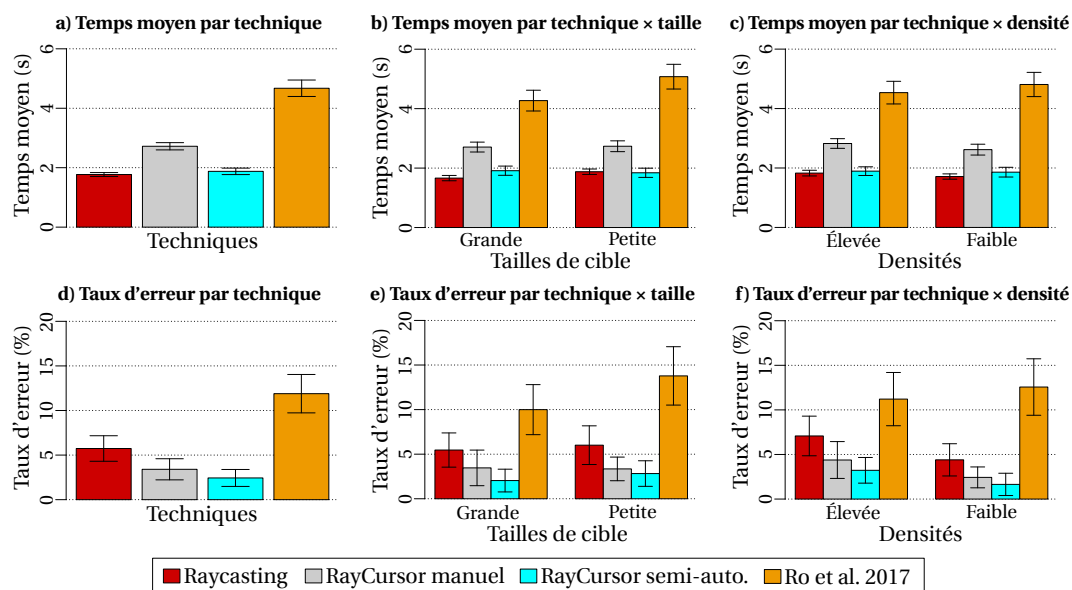 a) Temps moyen par technique
Temps moyen (s)
0 2 4 6
Techniques
b) Temps moyen par technique × taille
Temps moyen (s)
0 2 4 6
Grande Petite
Tailles de cible
c) Temps moyen par technique × densité
Temps moyen (s)
0 2 4 6
Élevée Faible
Densités
d) Taux d'erreur par technique
Taux d'erreur (%)
0 5 10 15 20
Techniques
e) Taux d'erreur par technique × taille
Taux d'erreur (%)
0 5 10 15 20
Grande Petite
Tailles de cible
f) Taux d'erreur par technique × densité
Taux d'erreur (%)
0 5 10 15 20
Élevée Faible
Densités
Raycasting RayCursor manuel RayCursor semi-auto. Ro et al. 2017